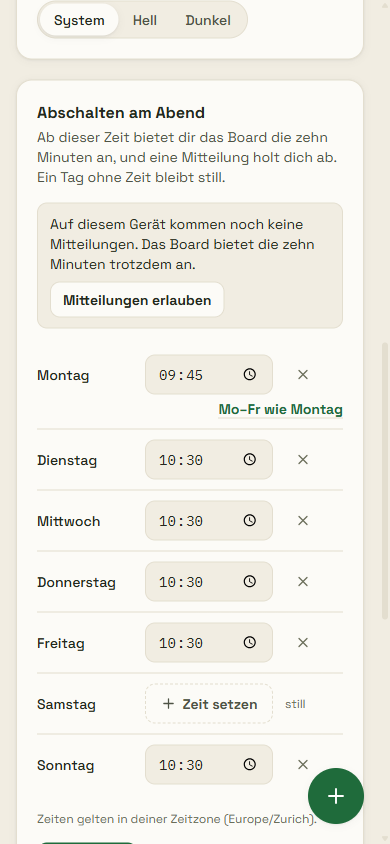 System Hell Dunkel
Abschalten am Abend
Ab dieser Zeit bietet dir das Board die zehn
Minuten an, und eine Mitteilung holt dich ab.
Ein Tag ohne Zeit bleibt still.
Auf diesem Gerät kommen noch keine
Mitteilungen. Das Board bietet die zehn
Minuten trotzdem an.
Mitteilungen erlauben
Montag 09:45 ×
Mo–Fr wie Montag
Dienstag 10:30 ×
Mittwoch 10:30 ×
Donnerstag 10:30 ×
Freitag 10:30 ×
Samstag + Zeit setzen still
Sonntag 10:30 ×
+
Zeiten gelten in deiner Zeitzone (Europe/Zurich).